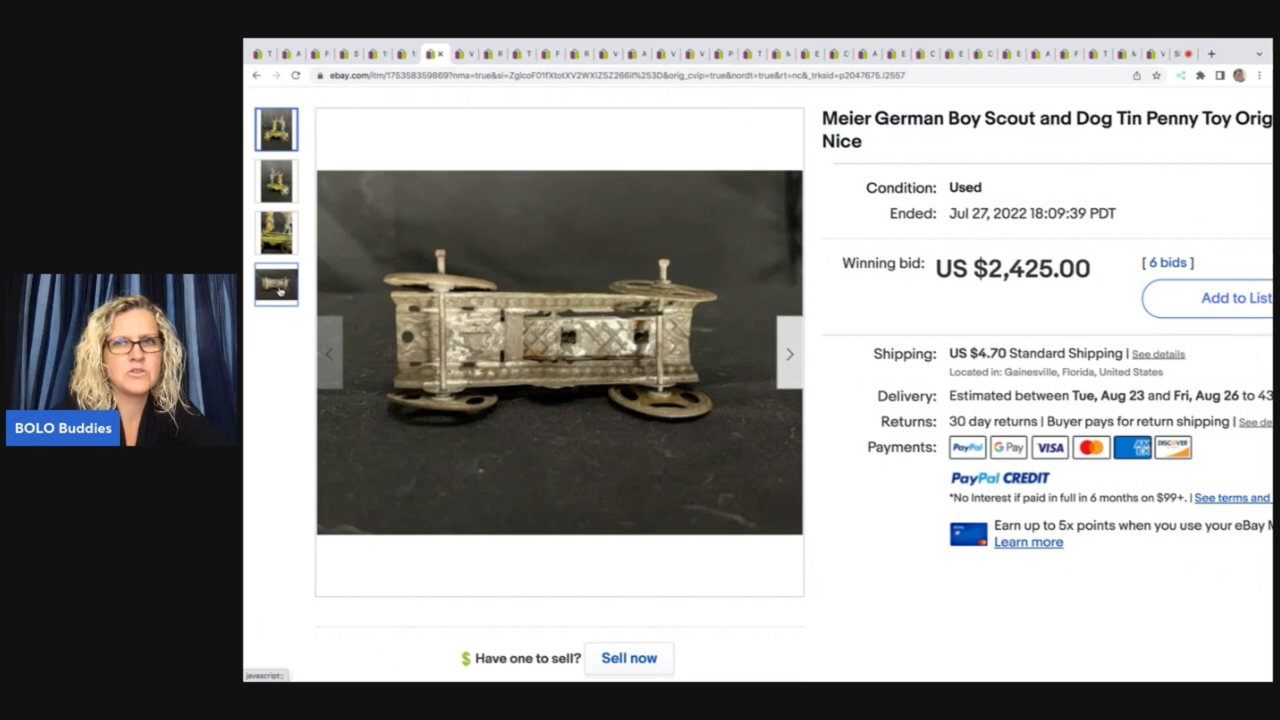 ebay.com/itm/175358359869?nma=true&si=ZglcoF01fXtotXV2WXIZ5Z266il%253D&orig_cvip=true&nordt=true&rt=nc&_trksid=p2047675.l2557
Meier German Boy Scout and Dog Tin Penny Toy Orig
Nice
Condition: Used
Ended: Jul 27, 2022 18:09:39 PDT
Winning bid: US $2,425.00 [ 6 bids ]
Add to List
Shipping: US $4.70 Standard Shipping | See details
Located in: Gainesville, Florida, United States
Delivery: Estimated between Tue, Aug 23 and Fri, Aug 26 to 43
Returns: 30 day returns | Buyer pays for return shipping | See de
Payments: PayPal G Pay VISA DISCOVER
PayPal CREDIT
*No Interest if paid in full in 6 months on $99+. | See terms and
Earn up to 5x points when you use your eBay M
Learn more
BOLO Buddies
$ Have one to sell? Sell now
javascript:;